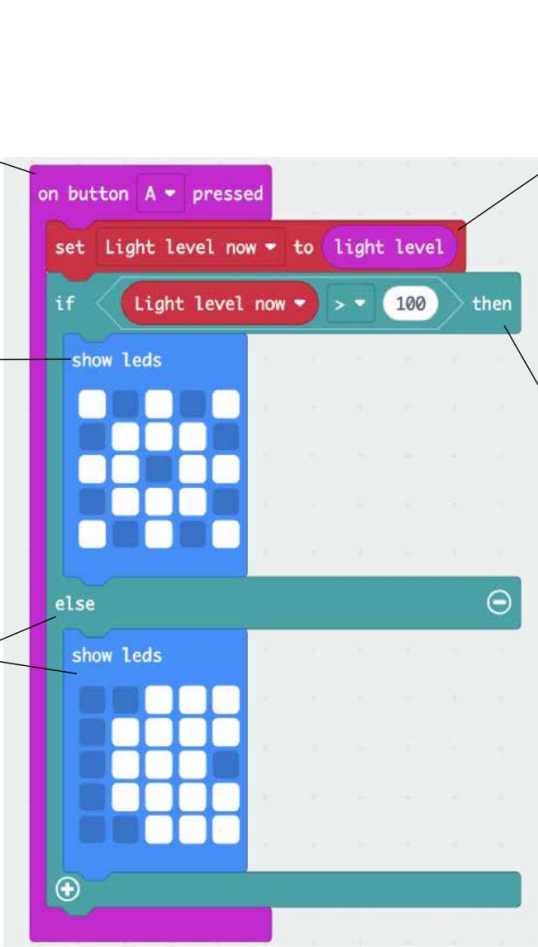 on button A pressed
set Light level now to light level
if Light level now > 100 then
show leds
else
show leds